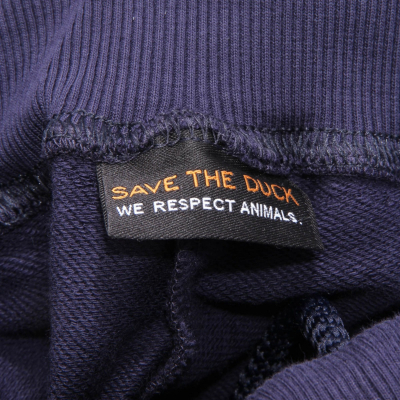 SAVE THE DUCK
WE RESPECT ANIMALS.